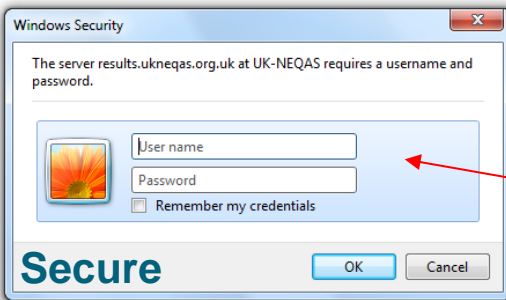 Windows Security
The server results.ukneqas.org.uk at UK-NEQAS requires a username and
password.
User name
Password
Remember my credentials
Secure
OK
Cancel